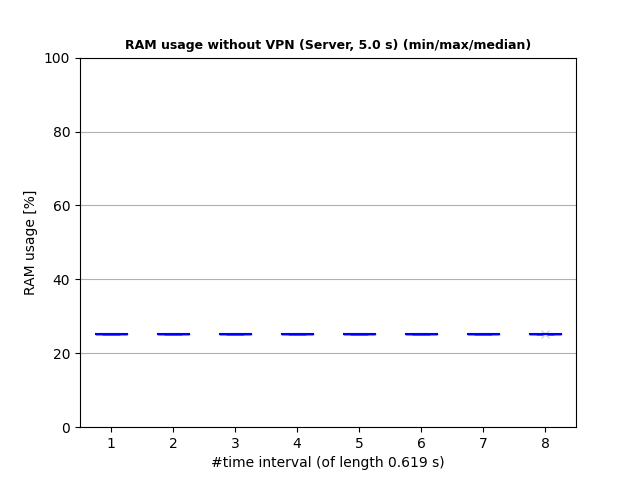 RAM usage without VPN (Server, 5.0 s) (min/max/median)
100
80
60
40
20
0
RAM usage [%]
1 2 3 4 5 6 7 8
#time interval (of length 0.619 s)